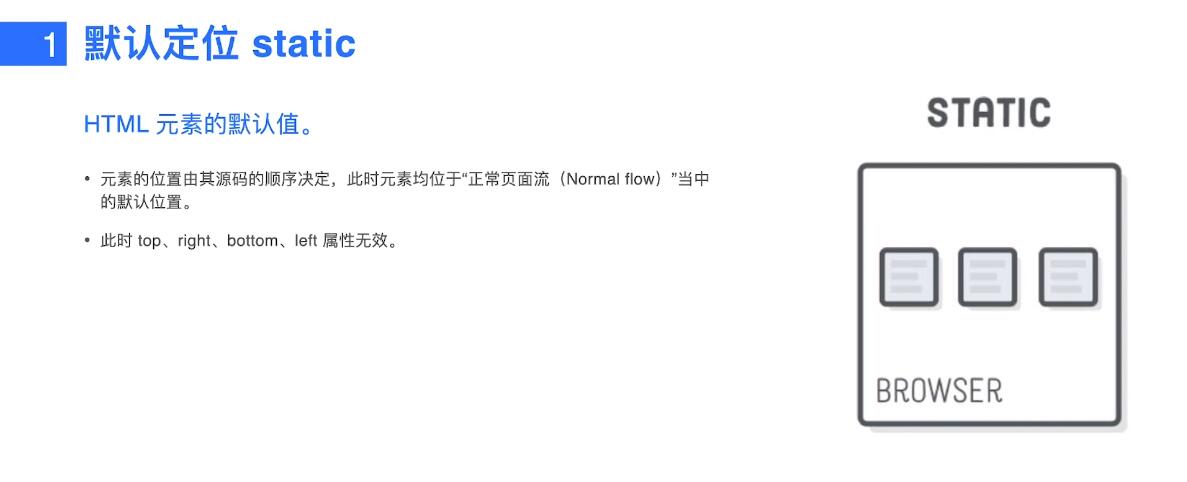 1 默认定位 static
HTML 元素的默认值。
• 元素的位置由其源码的顺序决定，此时元素均位于“正常页面流（Normal flow）”当中
的默认位置。
• 此时 top、right、bottom、left 属性无效。
STATIC
BROWSER